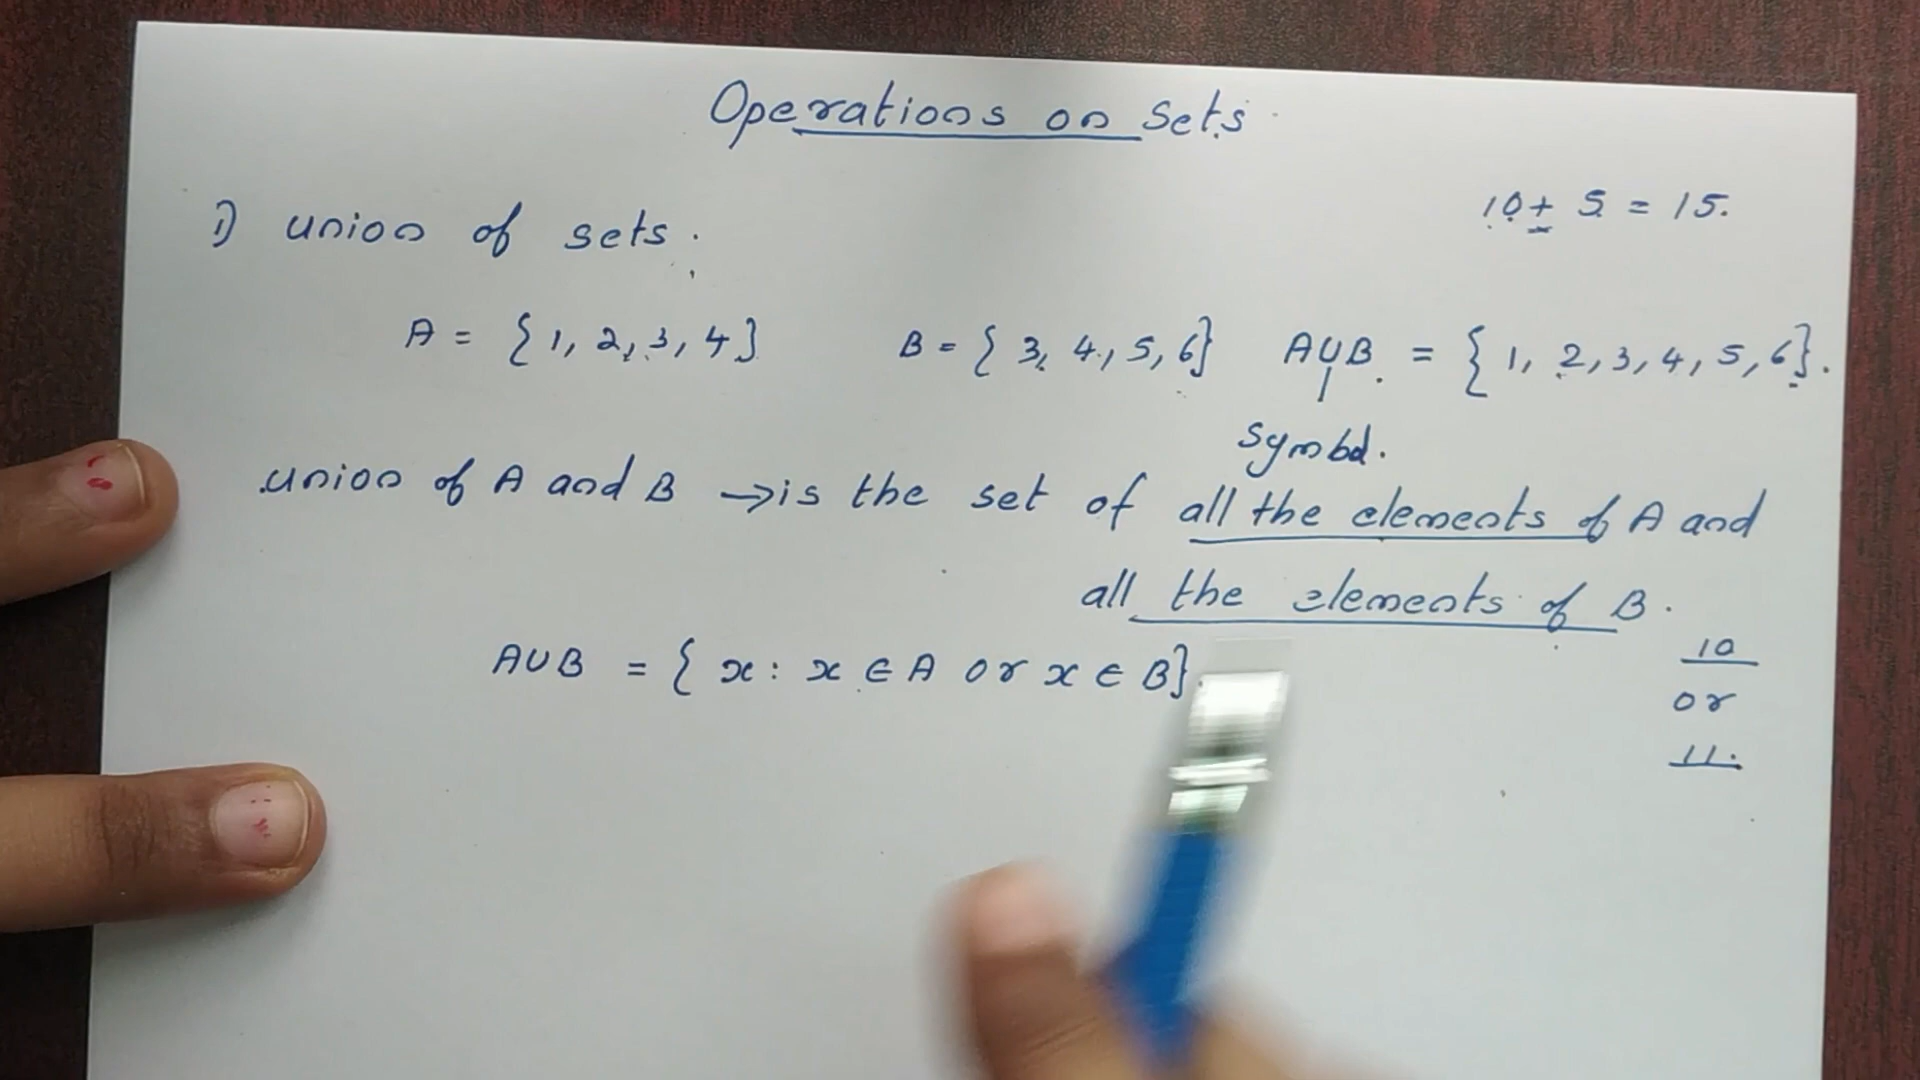 Operations on Sets
1) union of sets.
10 + 5 = 15.
A = {1, 2, 3, 4} B = {3, 4, 5, 6} A∪B = {1, 2, 3, 4, 5, 6}.
Symbol.
union of A and B → is the set of all the elements of A and
all the elements of B.
A∪B = {x : x ∈ A or x ∈ B}.
10
or
11.